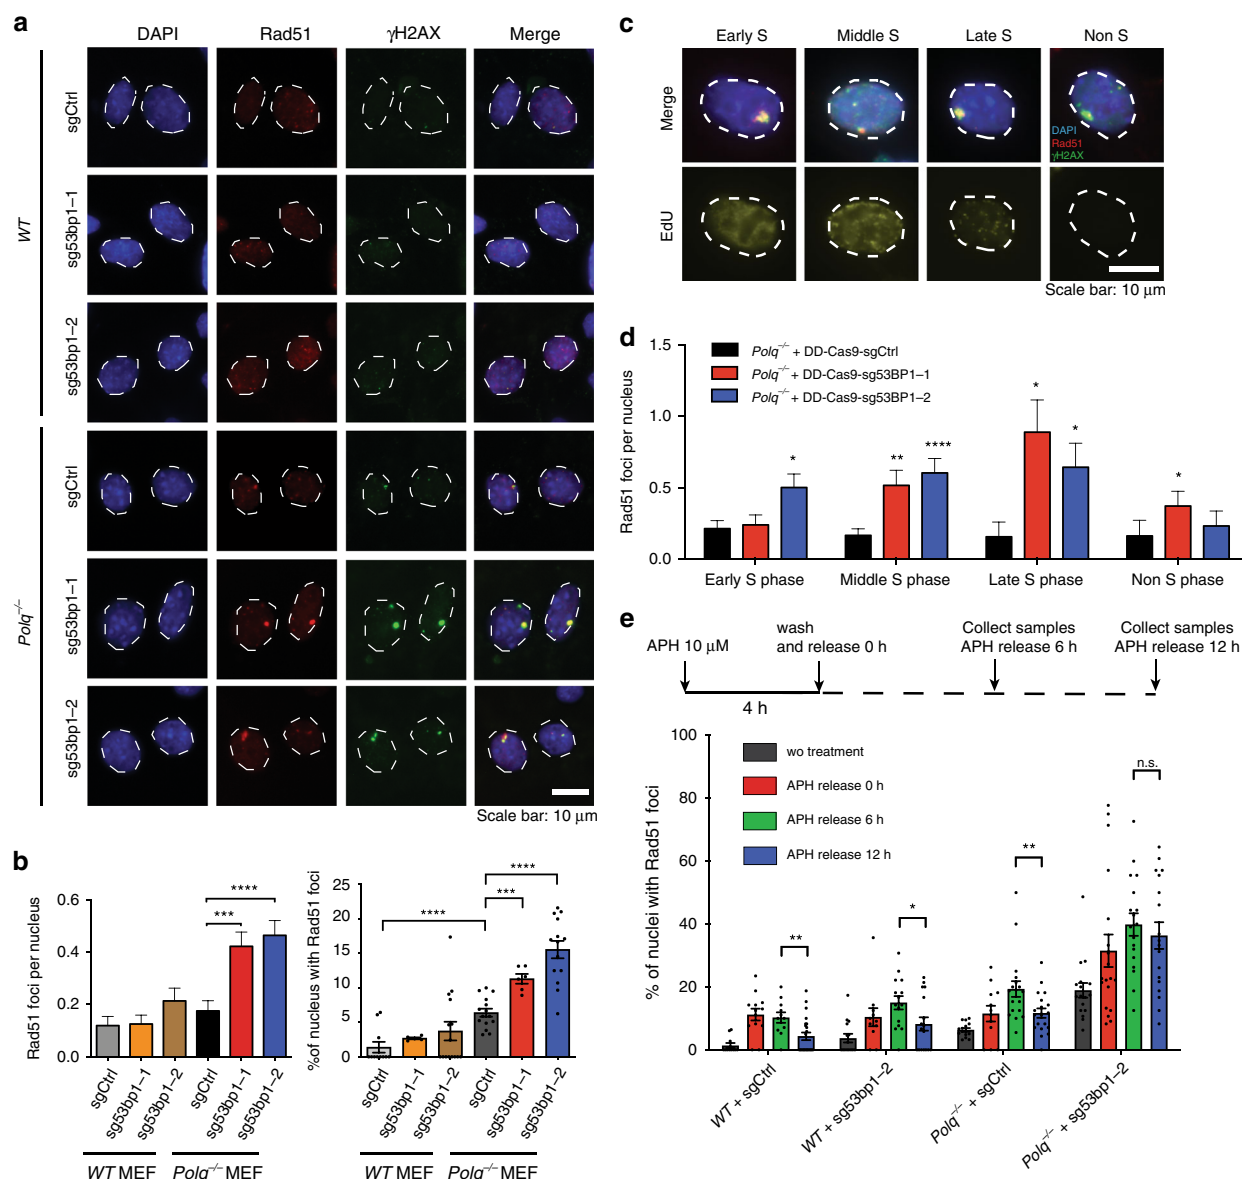 a
DAPI Rad51 γH2AX Merge
WT
sgCtrl
sg53bp1–1
sg53bp1–2
Polq–/–
sgCtrl
sg53bp1–1
sg53bp1–2
Scale bar: 10 μm
b
Rad51 foci per nucleus
0.6
0.4
0.2
0.0
****
***
sgCtrl
sg53bp1–1
sg53bp1–2
sgCtrl
sg53bp1–1
sg53bp1–2
WT MEF Polq–/– MEF
%of nucleus with Rad51 foci
25
20
15
10
5
0
****
***
****
sgCtrl
sg53bp1–1
sg53bp1–2
sgCtrl
sg53bp1–1
sg53bp1–2
WT MEF Polq–/– MEF
c
Early S Middle S Late S Non S
Merge
DAPI
Rad51
γH2AX
EdU
Scale bar: 10 μm
d
Rad51 foci per nucleus
1.5
1.0
0.5
0.0
Polq–/– + DD-Cas9-sgCtrl
Polq–/– + DD-Cas9-sg53BP1–1
Polq–/– + DD-Cas9-sg53BP1–2
*
**
****
*
*
*
Early S phase Middle S phase Late S phase Non S phase
e
APH 10 μM
wash
and release 0 h
Collect samples
APH release 6 h
Collect samples
APH release 12 h
4 h
% of nuclei with Rad51 foci
100
80
60
40
20
0
wo treatment
APH release 0 h
APH release 6 h
APH release 12 h
**
*
**
n.s.
WT + sgCtrl
WT + sg53bp1–2
Polq–/– + sgCtrl
Polq–/– + sg53bp1–2